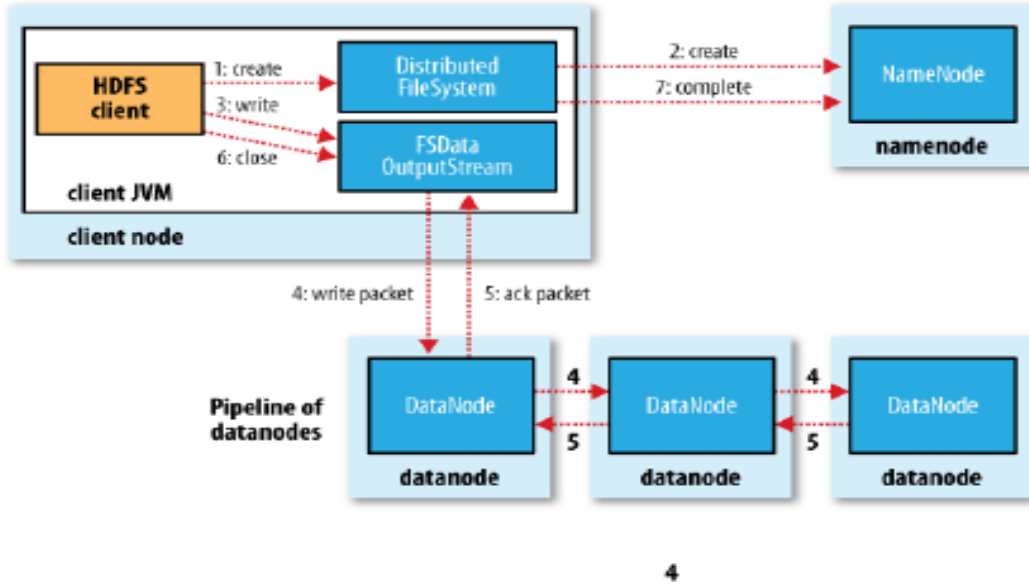 1: create
HDFS
client
3: write
6: close
Distributed
FileSystem
FSData
OutputStream
client JVM
client node
2: create
7: complete
NameNode
namenode
4: write packet
5: ack packet
Pipeline of
datanodes
DataNode
datanode
4
5
DataNode
datanode
4
5
DataNode
datanode
4